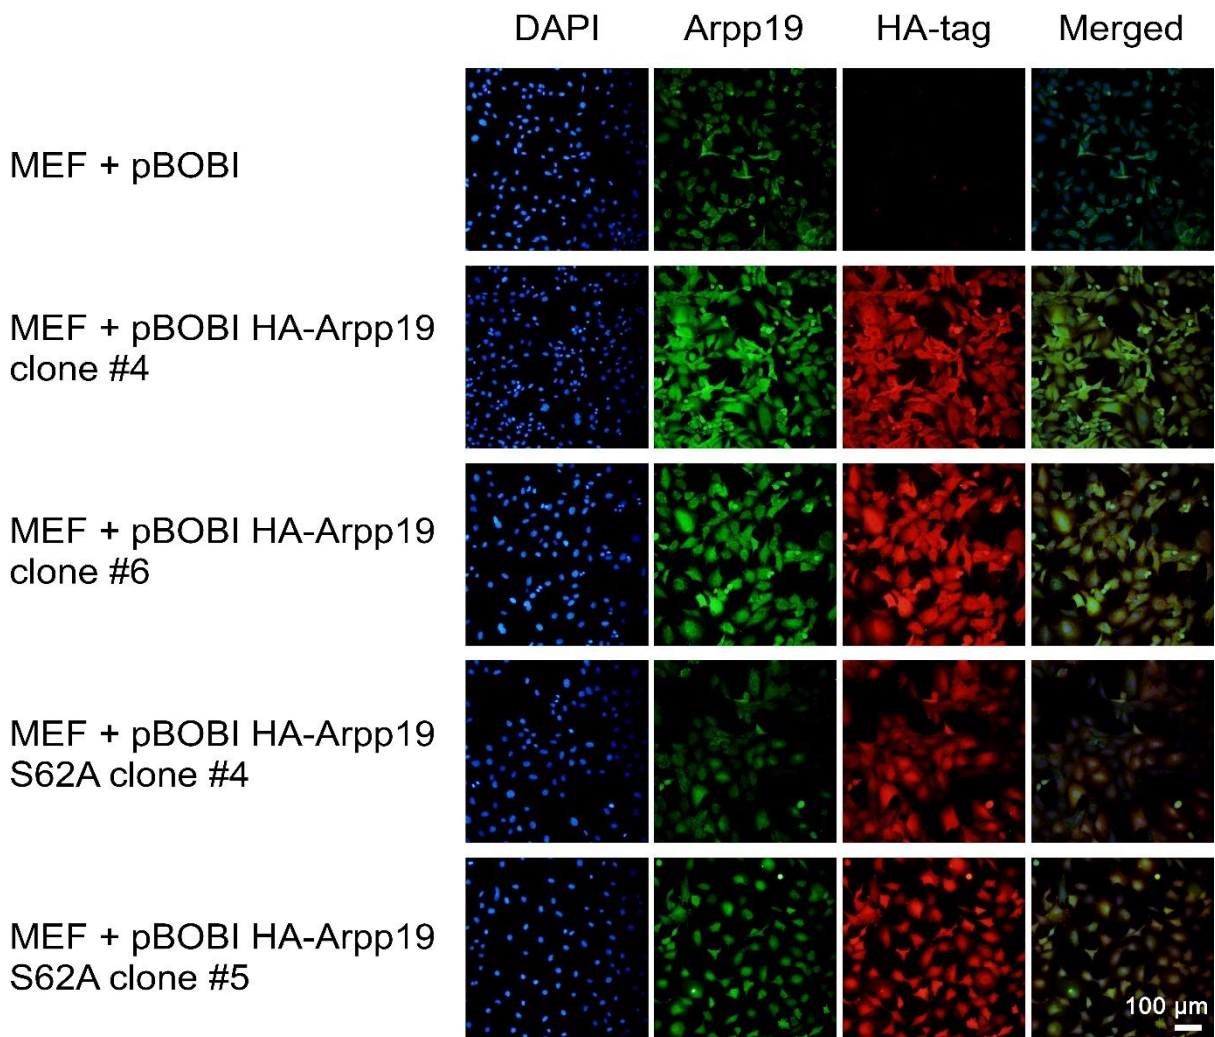 DAPI Arpp19 HA-tag Merged
MEF + pBOBI
MEF + pBOBI HA-Arpp19
clone #4
MEF + pBOBI HA-Arpp19
clone #6
MEF + pBOBI HA-Arpp19
S62A clone #4
MEF + pBOBI HA-Arpp19
S62A clone #5
100 µm